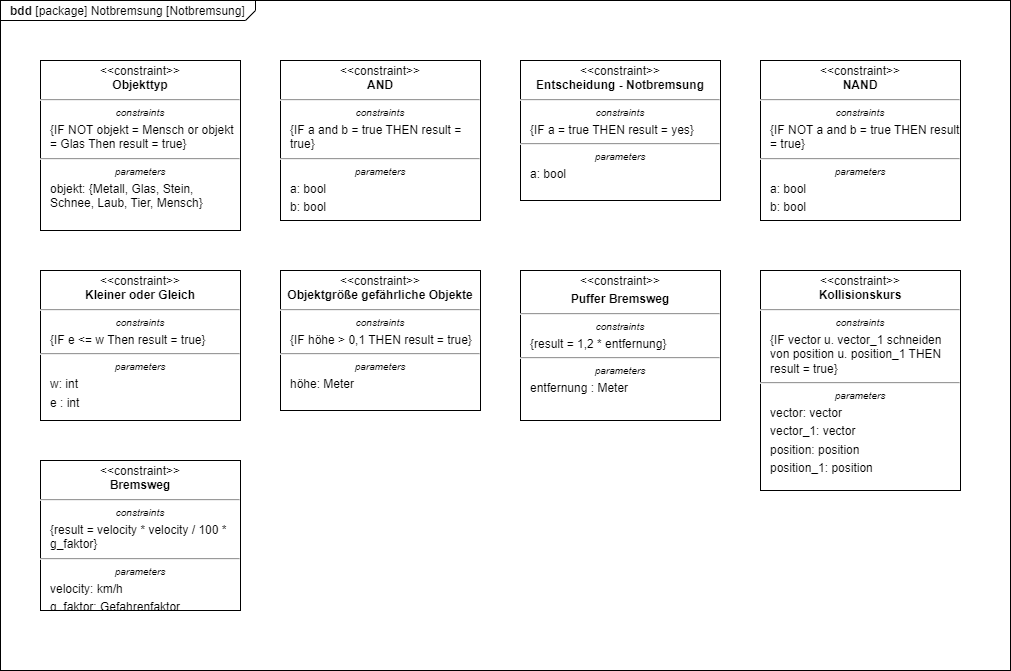 bdd [package] Notbremsung [Notbremsung]
<<constraint>>
Objekttyp
constraints
{IF NOT objekt = Mensch or objekt
= Glas Then result = true}
parameters
objekt: {Metall, Glas, Stein,
Schnee, Laub, Tier, Mensch}
<<constraint>>
AND
constraints
{IF a and b = true THEN result =
true}
parameters
a: bool
b: bool
<<constraint>>
Entscheidung - Notbremsung
constraints
{IF a = true THEN result = yes}
parameters
a: bool
<<constraint>>
NAND
constraints
{IF NOT a and b = true THEN result
= true}
parameters
a: bool
b: bool
<<constraint>>
Kleiner oder Gleich
constraints
{IF e <= w Then result = true}
parameters
w: int
e : int
<<constraint>>
Objektgröße gefährliche Objekte
constraints
{IF höhe > 0,1 THEN result = true}
parameters
höhe: Meter
<<constraint>>
Puffer Bremsweg
constraints
{result = 1,2 * entfernung}
parameters
entfernung : Meter
<<constraint>>
Kollisionskurs
constraints
{IF vector u. vector_1 schneiden
von position u. position_1 THEN
result = true}
parameters
vector: vector
vector_1: vector
position: position
position_1: position
<<constraint>>
Bremsweg
constraints
{result = velocity * velocity / 100 *
g_faktor}
parameters
velocity: km/h
g_faktor: Gefahrenfaktor